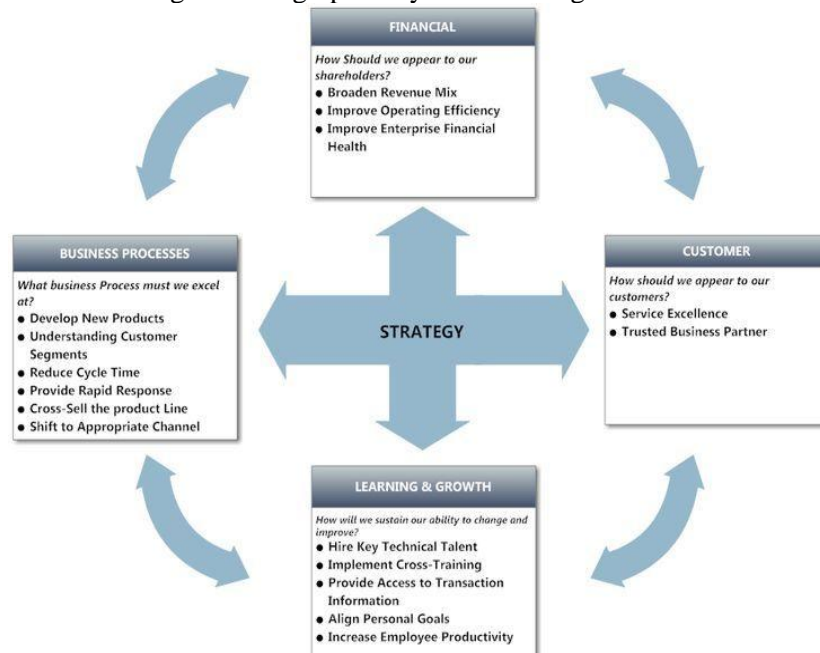 FINANCIAL
How Should we appear to our
shareholders?
● Broaden Revenue Mix
● Improve Operating Efficiency
● Improve Enterprise Financial
Health
BUSINESS PROCESSES
What business Process must we excel
at?
● Develop New Products
● Understanding Customer
Segments
● Reduce Cycle Time
● Provide Rapid Response
● Cross-Sell the product Line
● Shift to Appropriate Channel
STRATEGY
CUSTOMER
How should we appear to our
customers?
● Service Excellence
● Trusted Business Partner
LEARNING & GROWTH
How will we sustain our ability to change and
improve?
● Hire Key Technical Talent
● Implement Cross-Training
● Provide Access to Transaction
Information
● Align Personal Goals
● Increase Employee Productivity